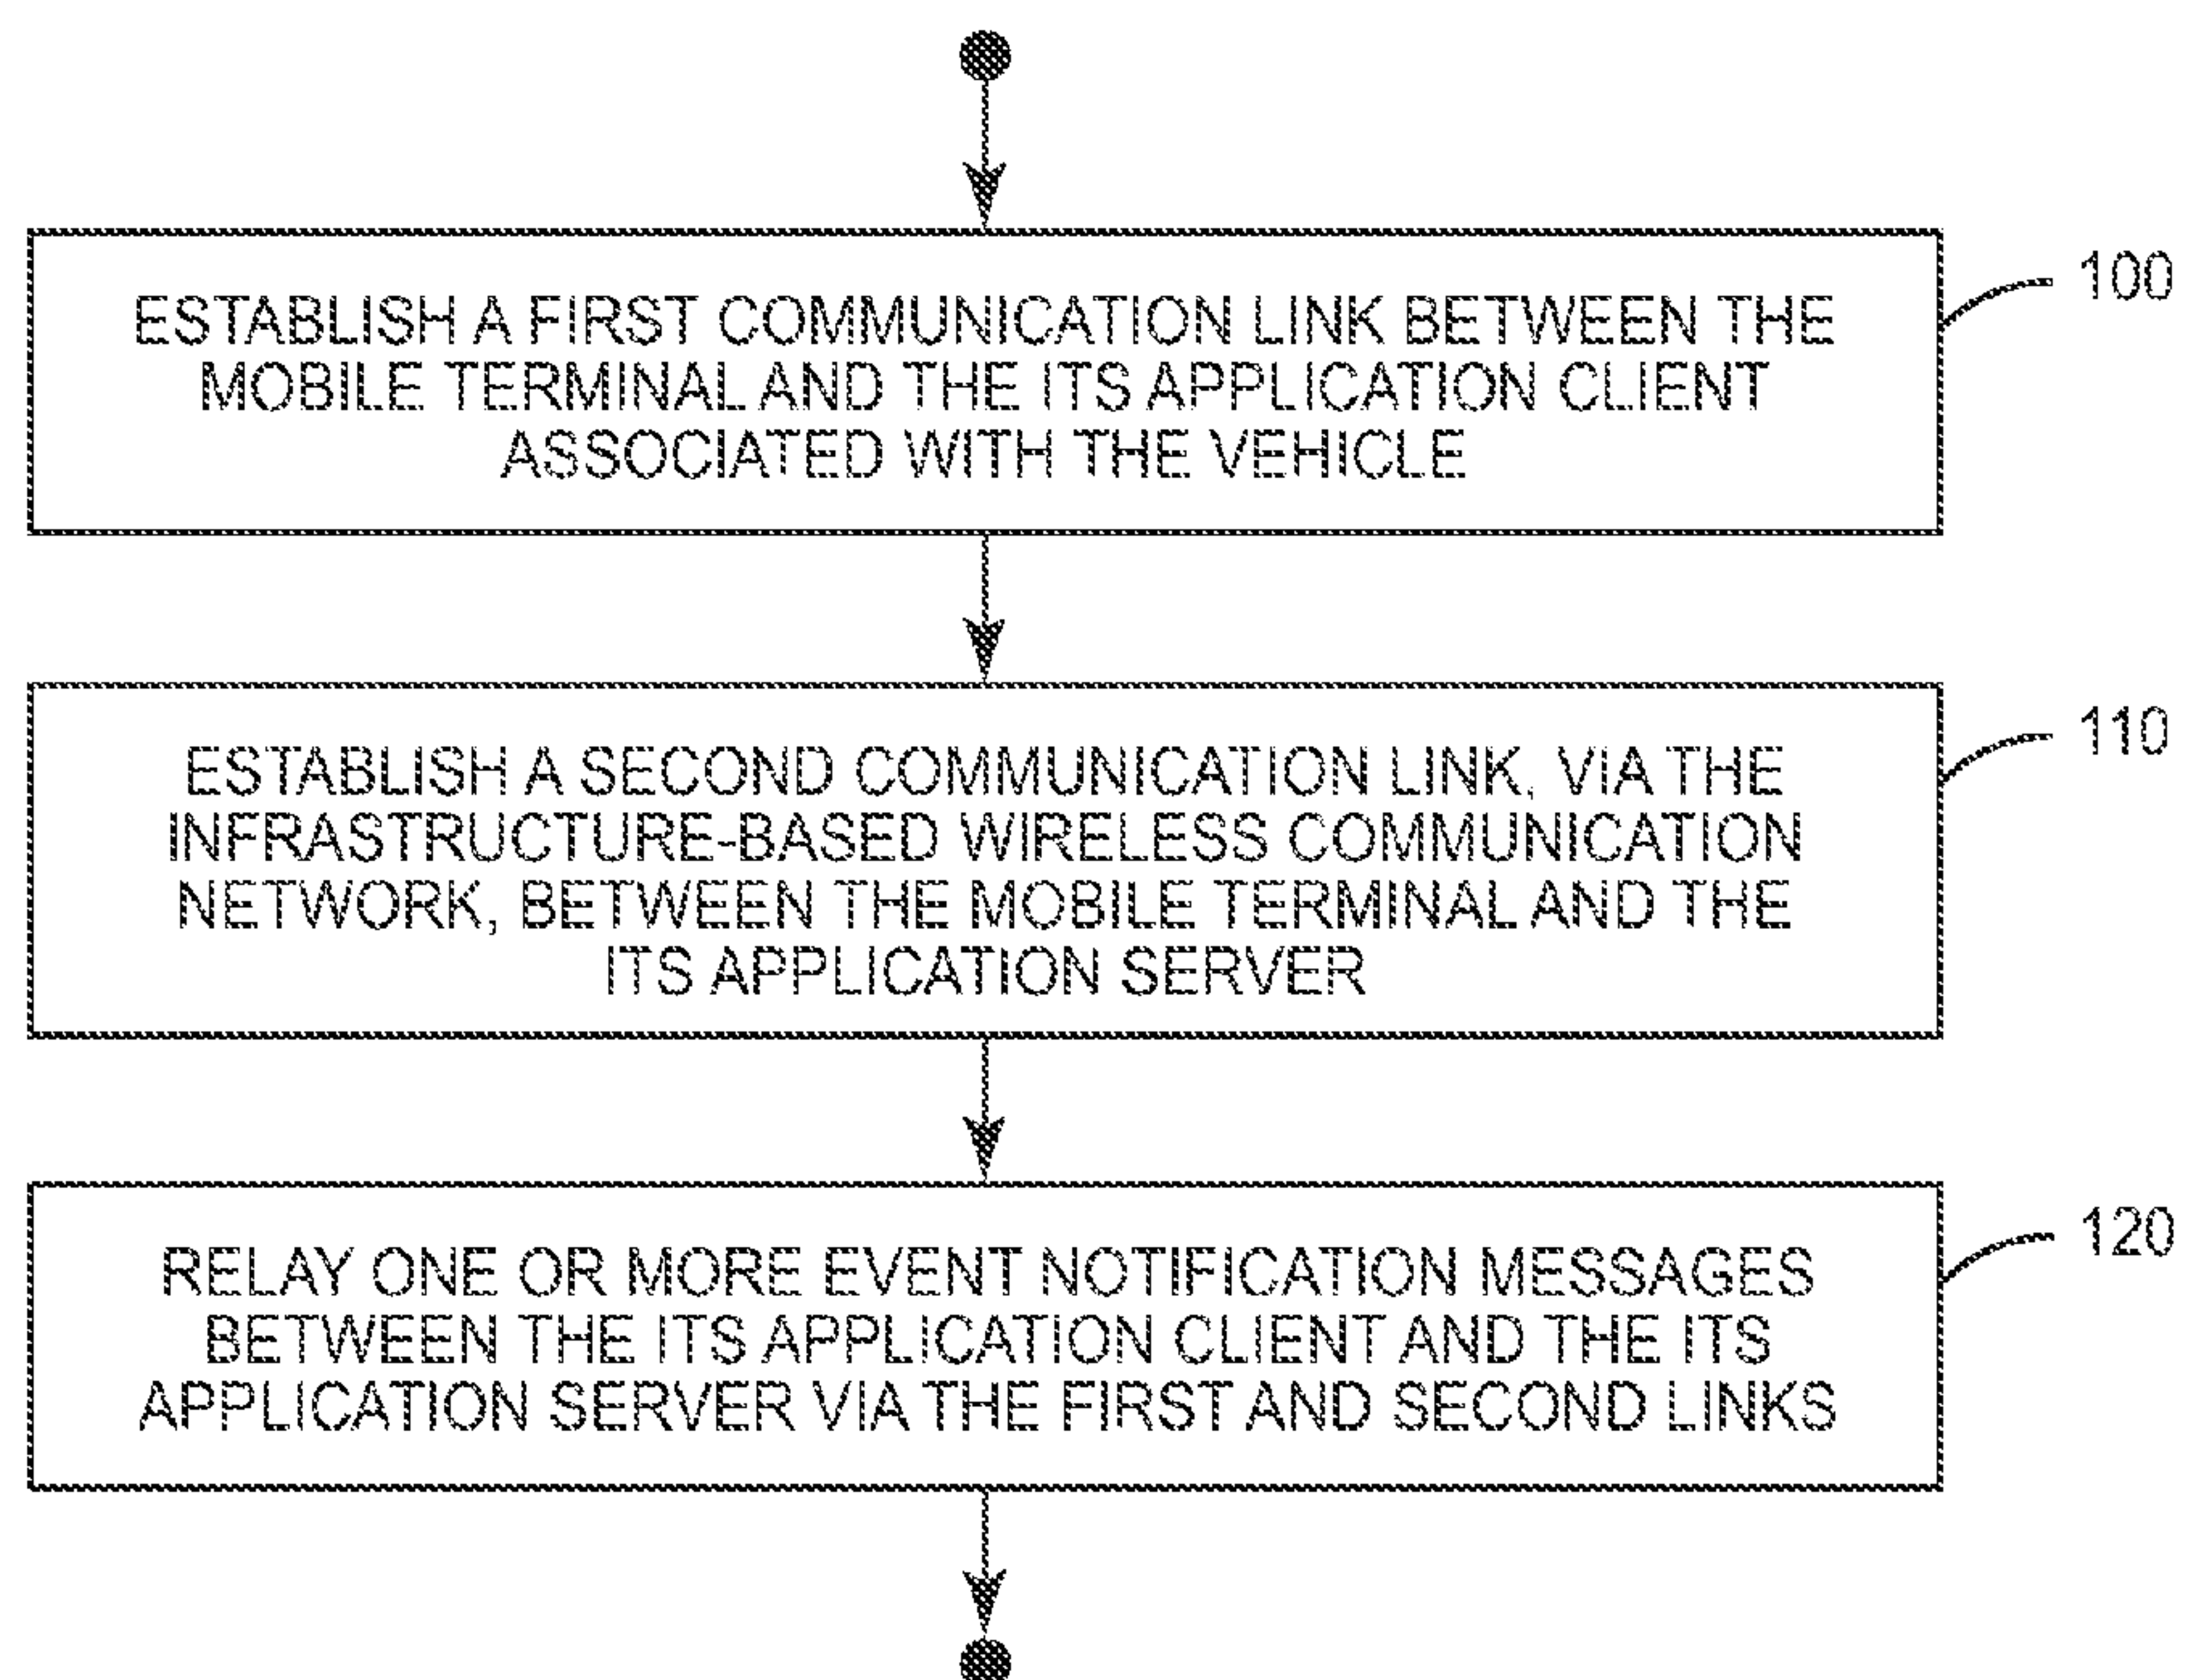 ESTABLISH A FIRST COMMUNICATION LINK BETWEEN THE
MOBILE TERMINAL AND THE ITS APPLICATION CLIENT
ASSOCIATED WITH THE VEHICLE
100
ESTABLISH A SECOND COMMUNICATION LINK, VIA THE
INFRASTRUCTURE-BASED WIRELESS COMMUNICATION
NETWORK, BETWEEN THE MOBILE TERMINAL AND THE
ITS APPLICATION SERVER
110
RELAY ONE OR MORE EVENT NOTIFICATION MESSAGES
BETWEEN THE ITS APPLICATION CLIENT AND THE ITS
APPLICATION SERVER VIA THE FIRST AND SECOND LINKS
120